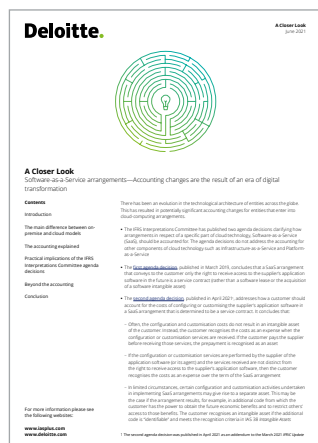 Deloitte.
A Closer Look
June 2021
A Closer Look
Software-as-a-Service arrangements—Accounting changes are the result of an era of digital
transformation
Contents
Introduction
The main difference between on-
premise and cloud models
The accounting explained
Practical implications of the IFRS
Interpretations Committee agenda
decisions
Beyond the accounting
Conclusion
For more information please see
the following websites:
www.iasplus.com
www.deloitte.com
There has been an evolution in the technological architecture of entities across the globe.
This has resulted in potentially significant accounting changes for entities that enter into
cloud computing arrangements.
• The IFRS Interpretations Committee has published two agenda decisions clarifying how
arrangements in respect of a specific part of cloud technology, Software-as-a-Service
(SaaS), should be accounted for. The agenda decisions do not address the accounting for
other components of cloud technology such as Infrastructure-as-a-Service and Platform-
as-a-Service
• The first agenda decision, published in March 2019, concludes that a SaaS arrangement
that conveys to the customer only the right to receive access to the supplier's application
software in the future is a service contract (rather than a software lease or the acquisition
of a software intangible asset)
• The second agenda decision, published in April 2021¹, addresses how a customer should
account for the costs of configuring or customising the supplier's application software in
a SaaS arrangement that is determined to be a service contract. It concludes that:
– Often, the configuration and customisation costs do not result in an intangible asset
of the customer. Instead, the customer recognises the costs as an expense when the
configuration or customisation services are received. If the customer pays the supplier
before receiving those services, the prepayment is recognised as an asset
– If the configuration or customisation services are performed by the supplier of the
application software (or its agent) and the services received are not distinct from
the right to receive access to the supplier's application software, then the customer
recognises the costs as an expense over the term of the SaaS arrangement
– In limited circumstances, certain configuration and customisation activities undertaken
in implementing SaaS arrangements may give rise to a separate asset. This may be
the case if the arrangement results, for example, in additional code from which the
customer has the power to obtain the future economic benefits and to restrict others'
access to those benefits. The customer recognises an intangible asset if the additional
code is "identifiable" and meets the recognition criteria in IAS 38 Intangible Assets
1 The second agenda decision was published in April 2021 as an addendum to the March 2021 IFRIC Update